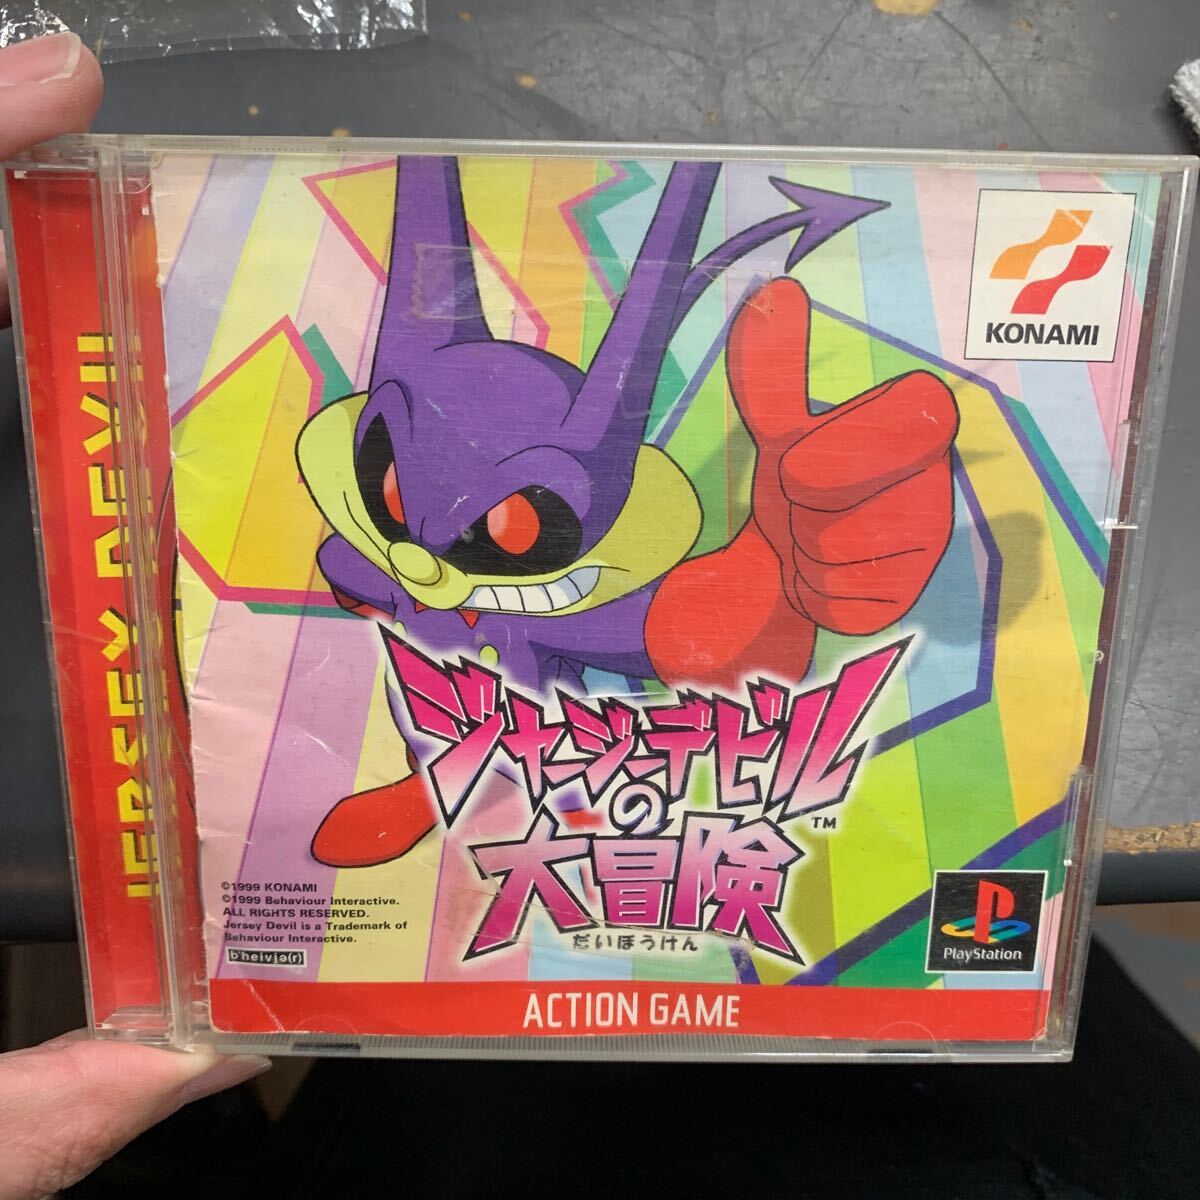 JERSEY DEVIL
KONAMI
ジャージーデビル
の
大冒険
TM
だいぼうけん
©1999 KONAMI
©1999 Behaviour Interactive.
ALL RIGHTS RESERVED.
Jersey Devil is a Trademark of
Behaviour Interactive.
b'heivjə(r)
PlayStation
ACTION GAME